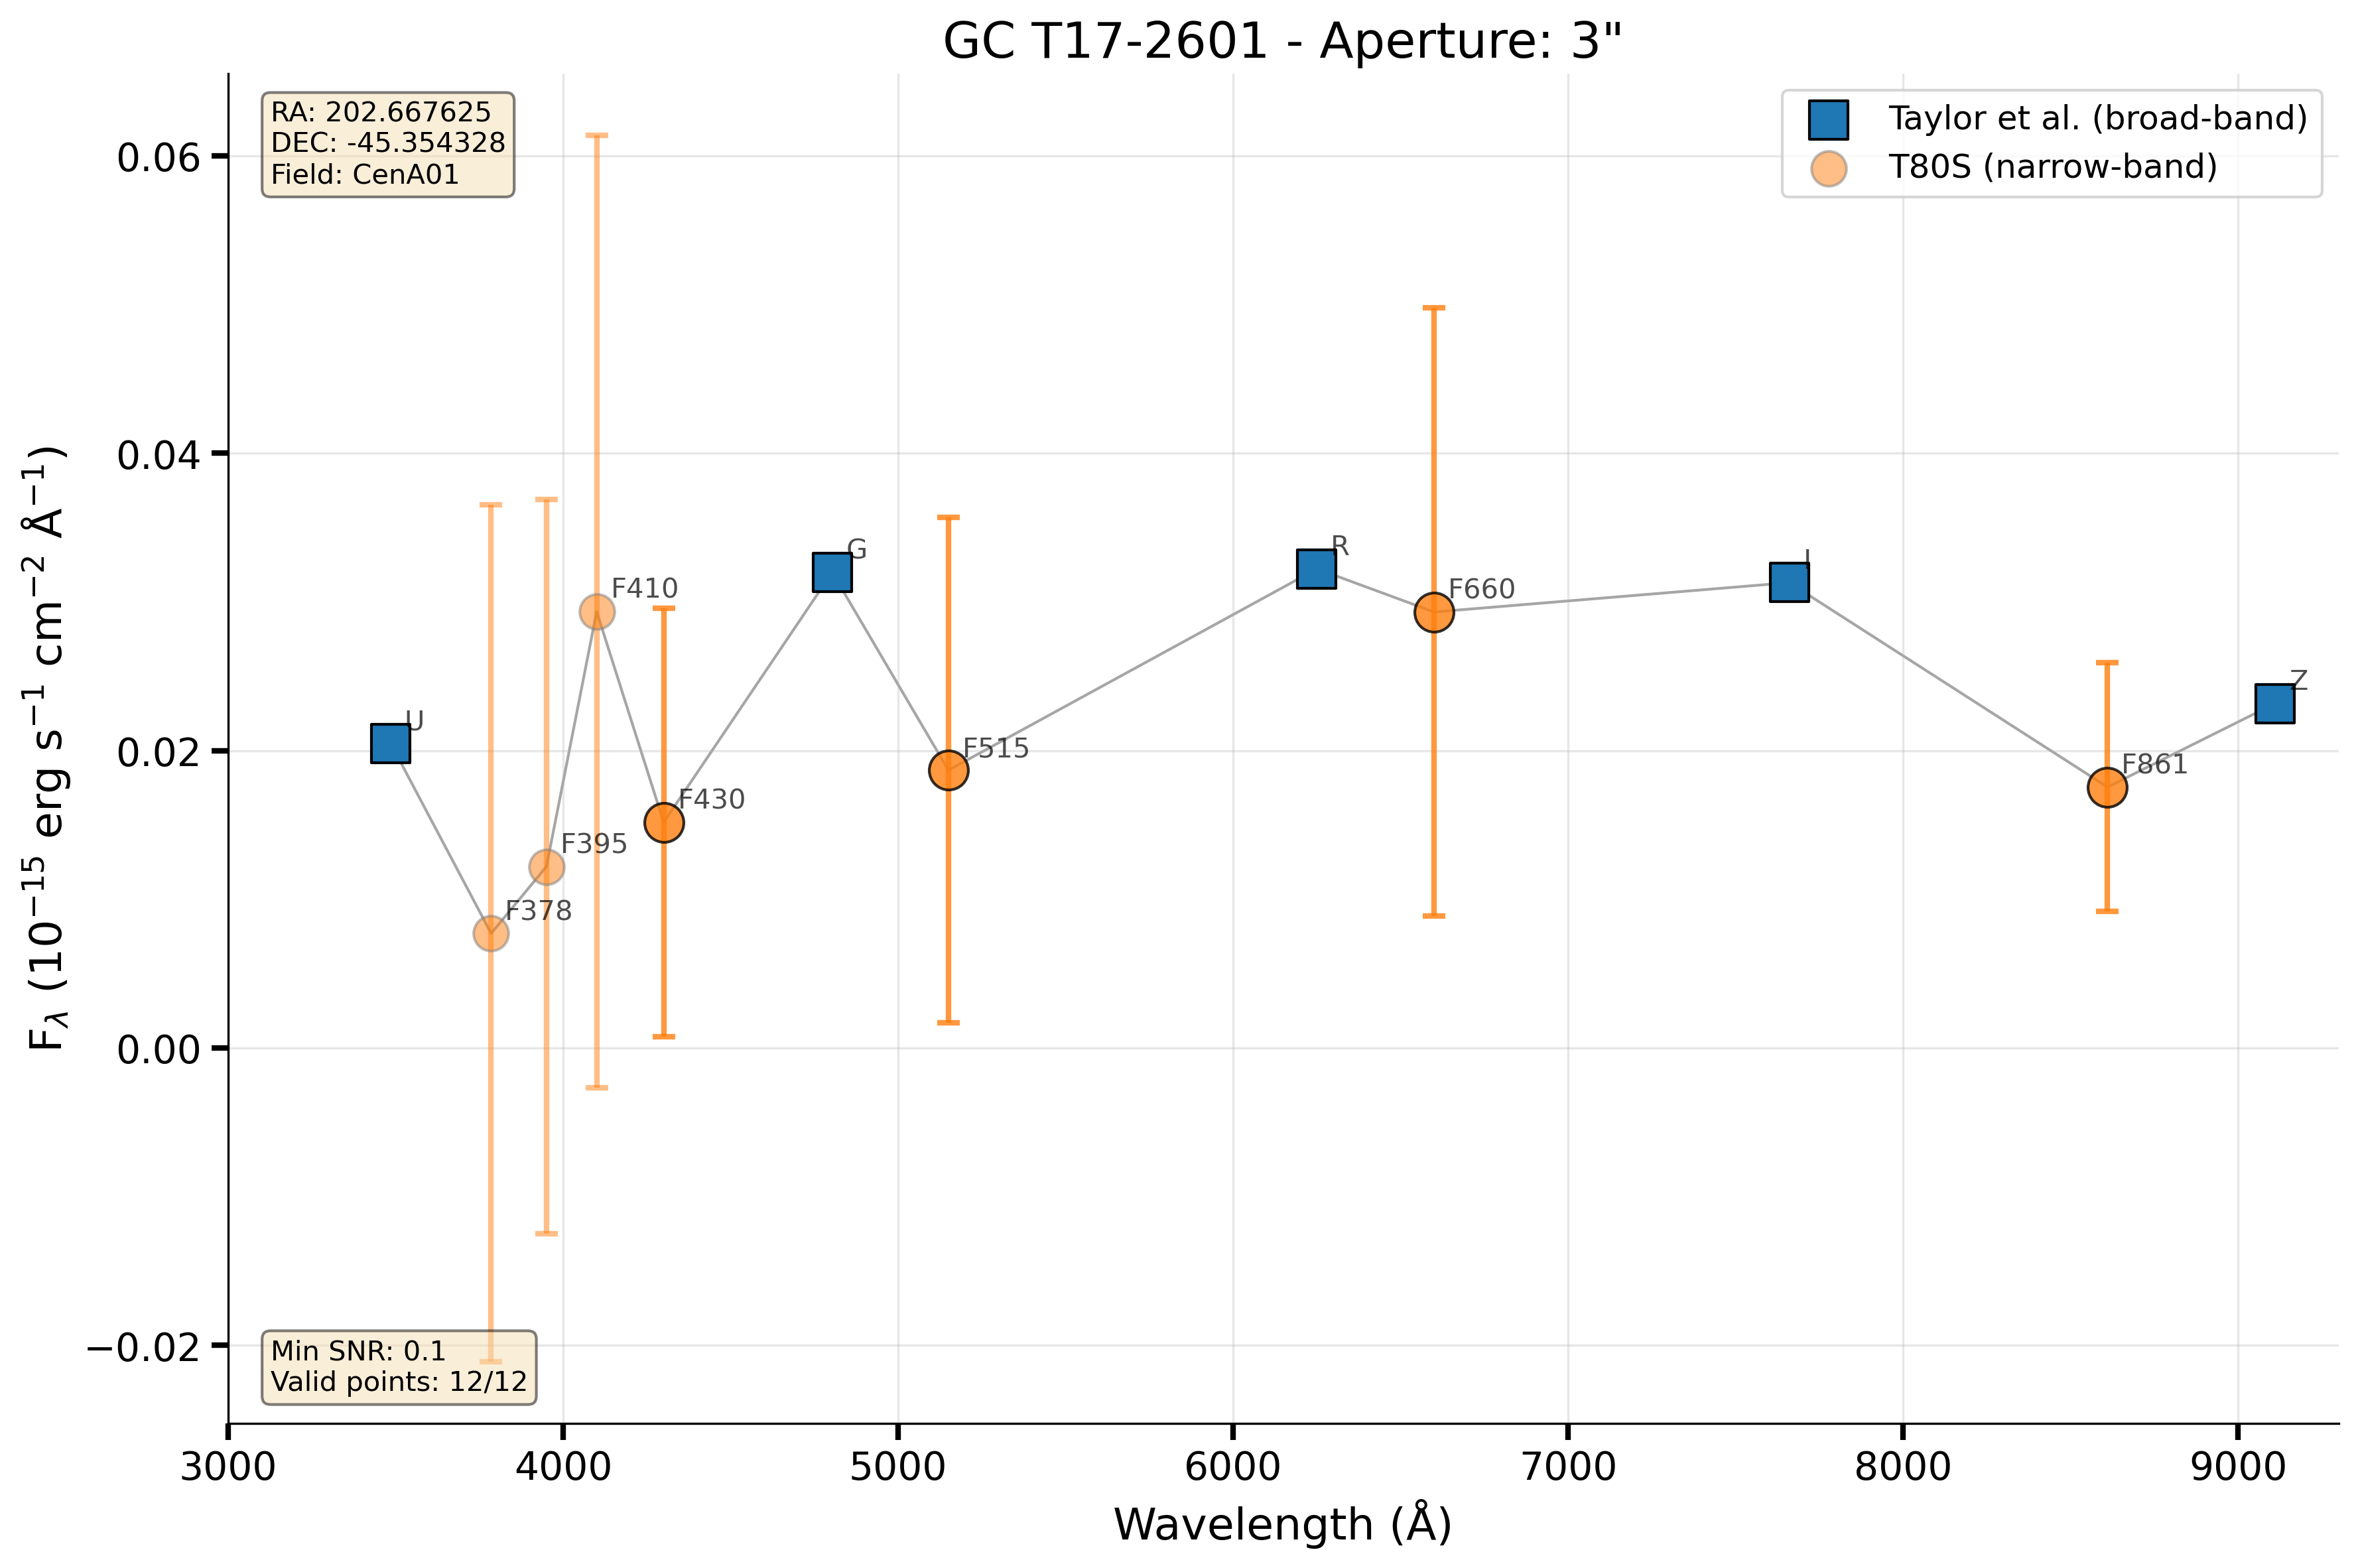 GC T17-2601 - Aperture: 3"
RA: 202.667625
DEC: -45.354328
Field: CenA01
Taylor et al. (broad-band)
T80S (narrow-band)
0.06
0.04
0.02
0.00
−0.02
F$_λ$ (10$^{−15}$ erg s$^{−1}$ cm$^{−2}$ Å$^{−1}$)
U
F378
F395
F410
F430
G
F515
R
F660
I
F861
Z
Min SNR: 0.1
Valid points: 12/12
3000
4000
5000
6000
7000
8000
9000
Wavelength (Å)